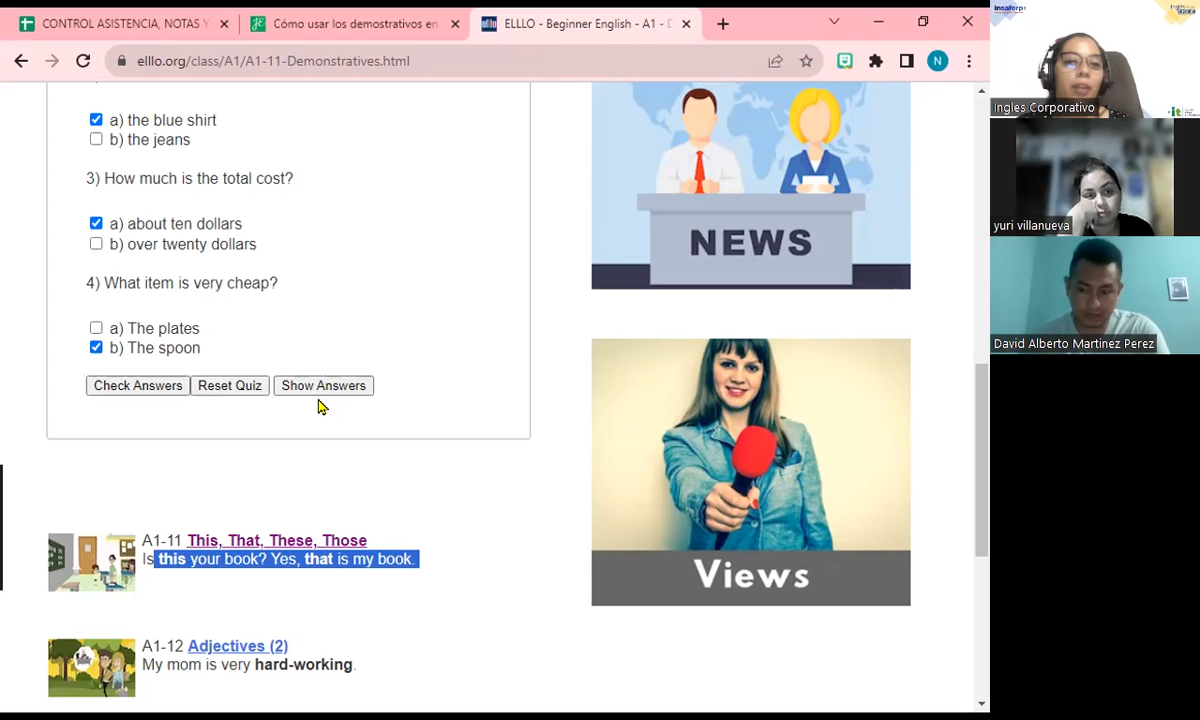 CONTROL ASISTENCIA, NOTAS Y
Cómo usar los demostrativos en
ELLLO - Beginner English - A1 - D
elllo.org/class/A1/A1-11-Demonstratives.html
N
a) the blue shirt
b) the jeans
3) How much is the total cost?
a) about ten dollars
b) over twenty dollars
4) What item is very cheap?
a) The plates
b) The spoon
Check Answers
Reset Quiz
Show Answers
A1-11 This, That, These, Those
Is this your book? Yes, that is my book.
A1-12 Adjectives (2)
My mom is very hard-working.
NEWS
Views
Insaforp
Ingles Corporativo
yuri villanueva
David Alberto Martinez Perez